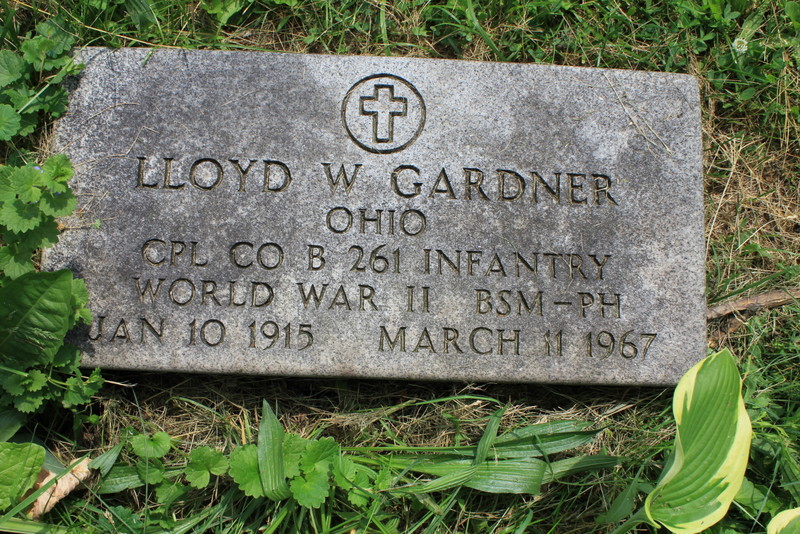 LLOYD W GARDNER
OHIO
CPL CO B 261 INFANTRY
WORLD WAR II BSM-PH
JAN 10 1915 MARCH 11 1967